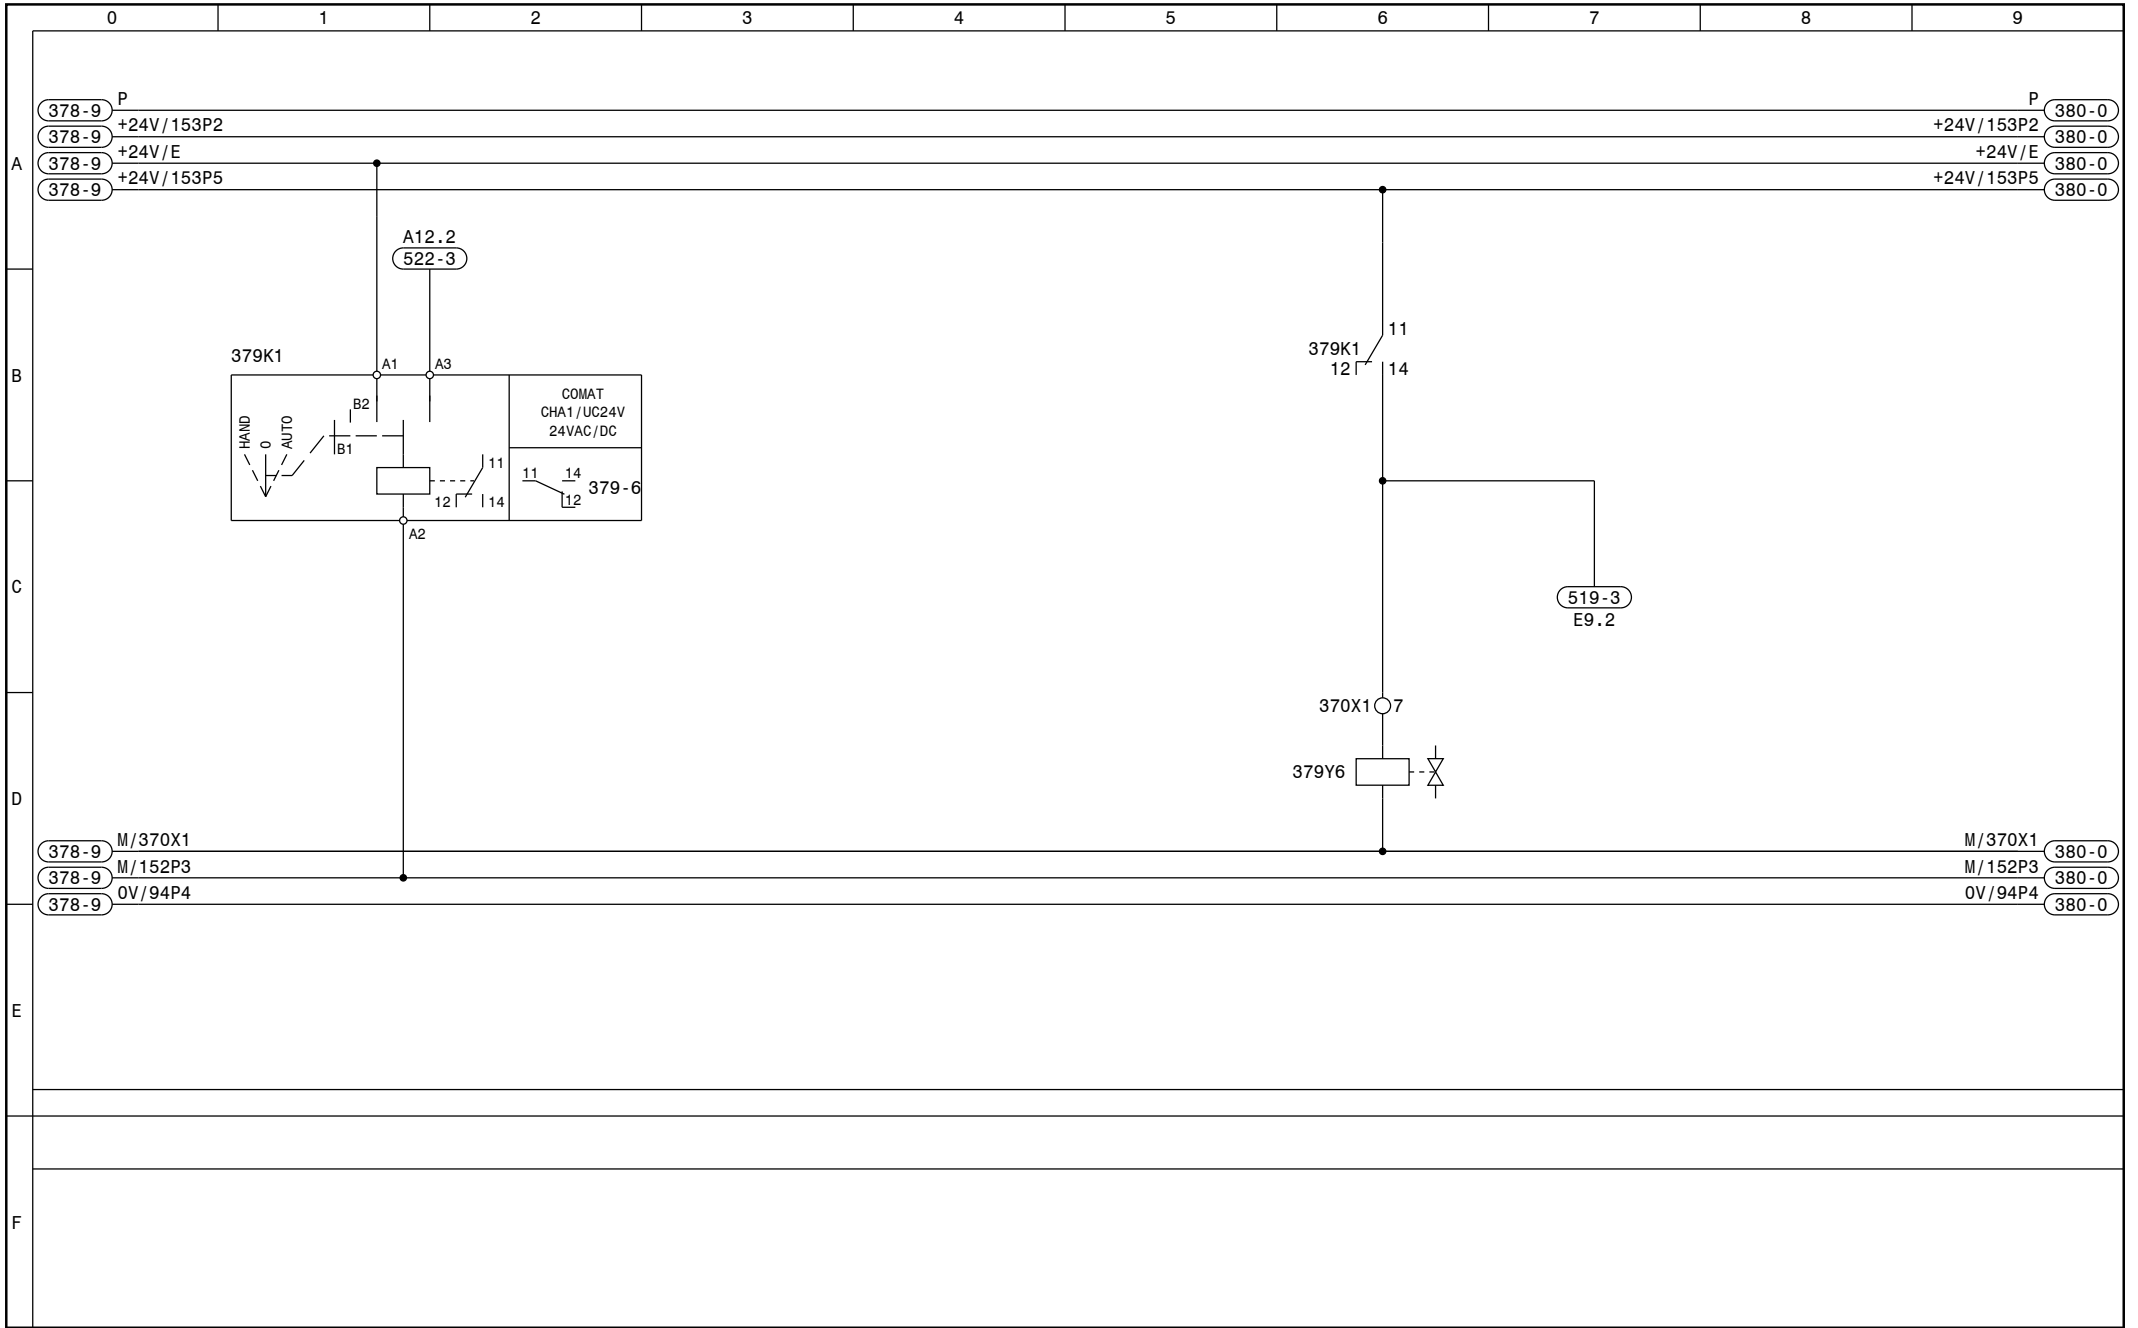 0 1 2 3 4 5 6 7 8 9
P P
378-9 380-0
+24V/153P2 +24V/153P2
378-9 380-0
+24V/E +24V/E
A 378-9 380-0
+24V/153P5 +24V/153P5
378-9 380-0
A12.2
522-3
11
379K1
12 14
379K1
A1 A3
B
COMAT
CHA1/UC24V
24VAC/DC
B2
B1
HAND
0
AUTO
11
12 14
11 14
12
379-6
A2
C
519-3
E9.2
370X1 7
379Y6
D
M/370X1 M/370X1
378-9 380-0
M/152P3 M/152P3
378-9 380-0
0V/94P4 0V/94P4
378-9 380-0
E
F